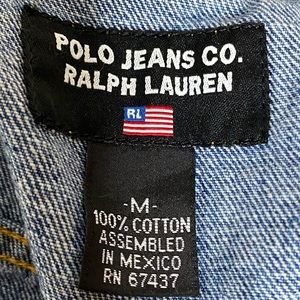 POLO JEANS CO.
RALPH LAUREN
RL
-M-
100% COTTON
ASSEMBLED
IN MEXICO
RN 67437